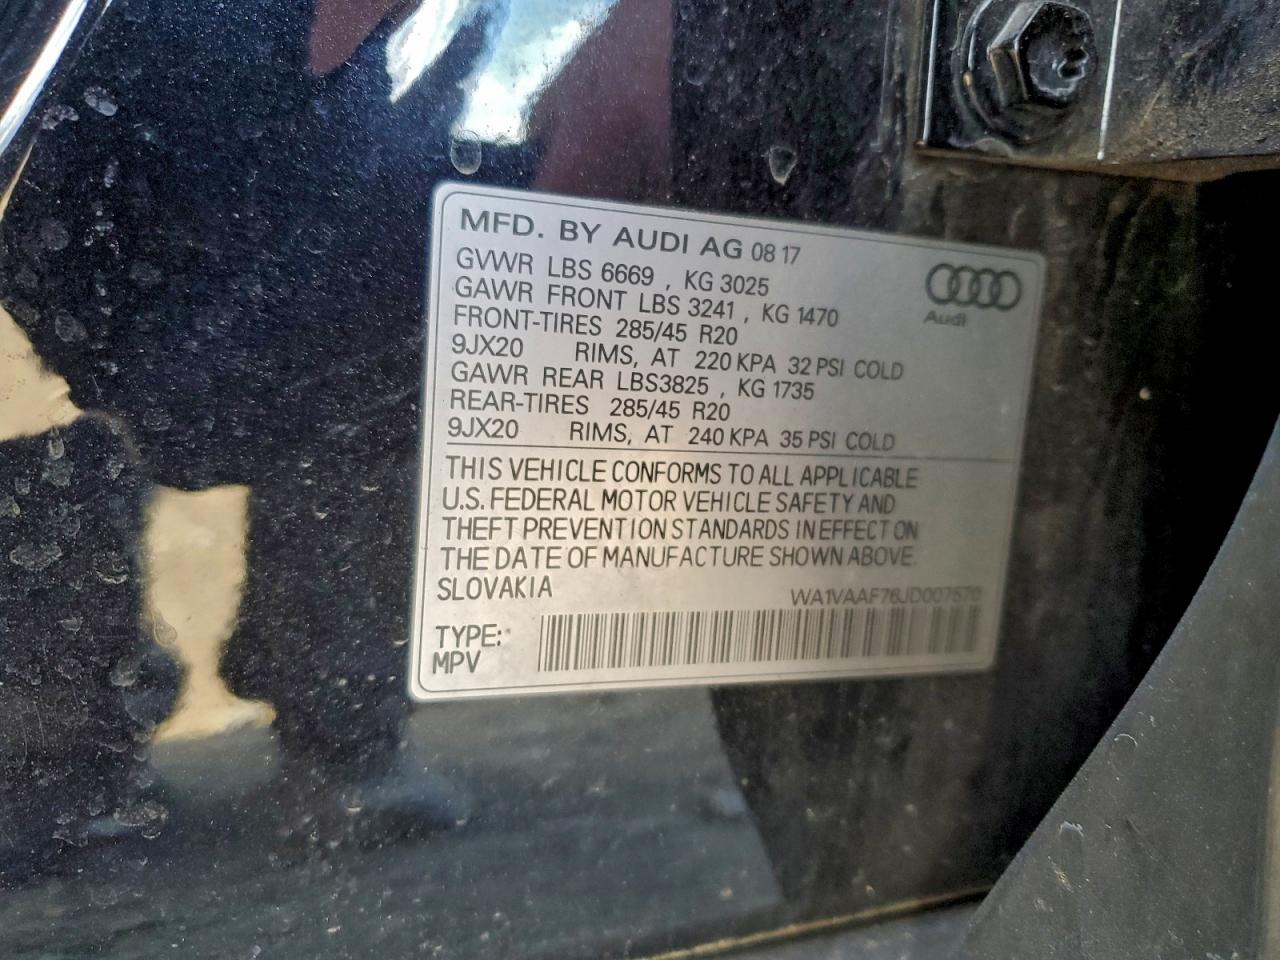 MFD. BY AUDI AG 08 17
GVWR LBS 6669 , KG 3025
GAWR FRONT LBS 3241 , KG 1470
FRONT-TIRES 285/45 R20
9JX20 RIMS, AT 220 KPA 32 PSI COLD
GAWR REAR LBS3825 , KG 1735
REAR-TIRES 285/45 R20
9JX20 RIMS, AT 240 KPA 35 PSI COLD
Audi
THIS VEHICLE CONFORMS TO ALL APPLICABLE
U.S. FEDERAL MOTOR VEHICLE SAFETY AND
THEFT PREVENTION STANDARDS IN EFFECT ON
THE DATE OF MANUFACTURE SHOWN ABOVE.
SLOVAKIA WA1VAAF76JD007570
TYPE:
MPV